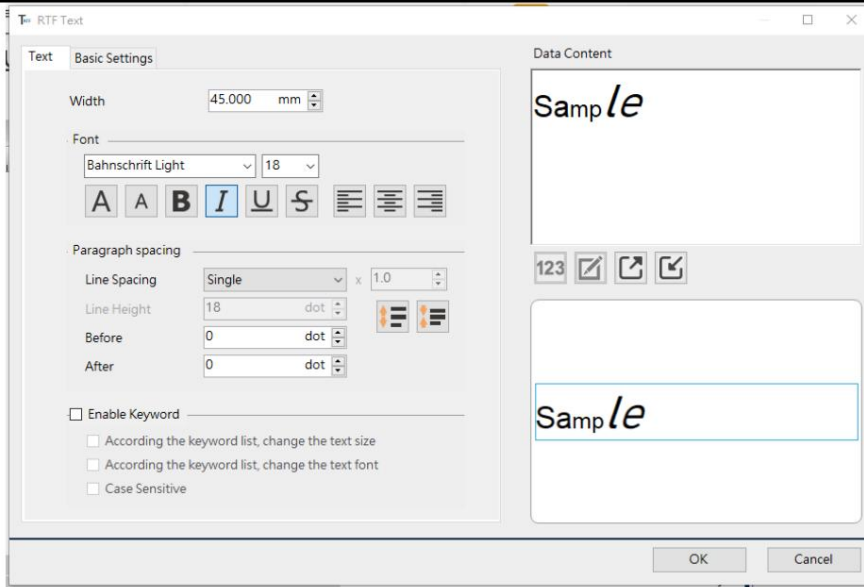 RTF Text
Text
Basic Settings
Data Content
Width
45.000 mm
Sample
Font
Bahnschrift Light
18
A A B I U S
Paragraph spacing
123
Line Spacing
Single
x
1.0
Line Height
18 dot
Before
0 dot
After
0 dot
Sample
Enable Keyword
According the keyword list, change the text size
According the keyword list, change the text font
Case Sensitive
OK
Cancel